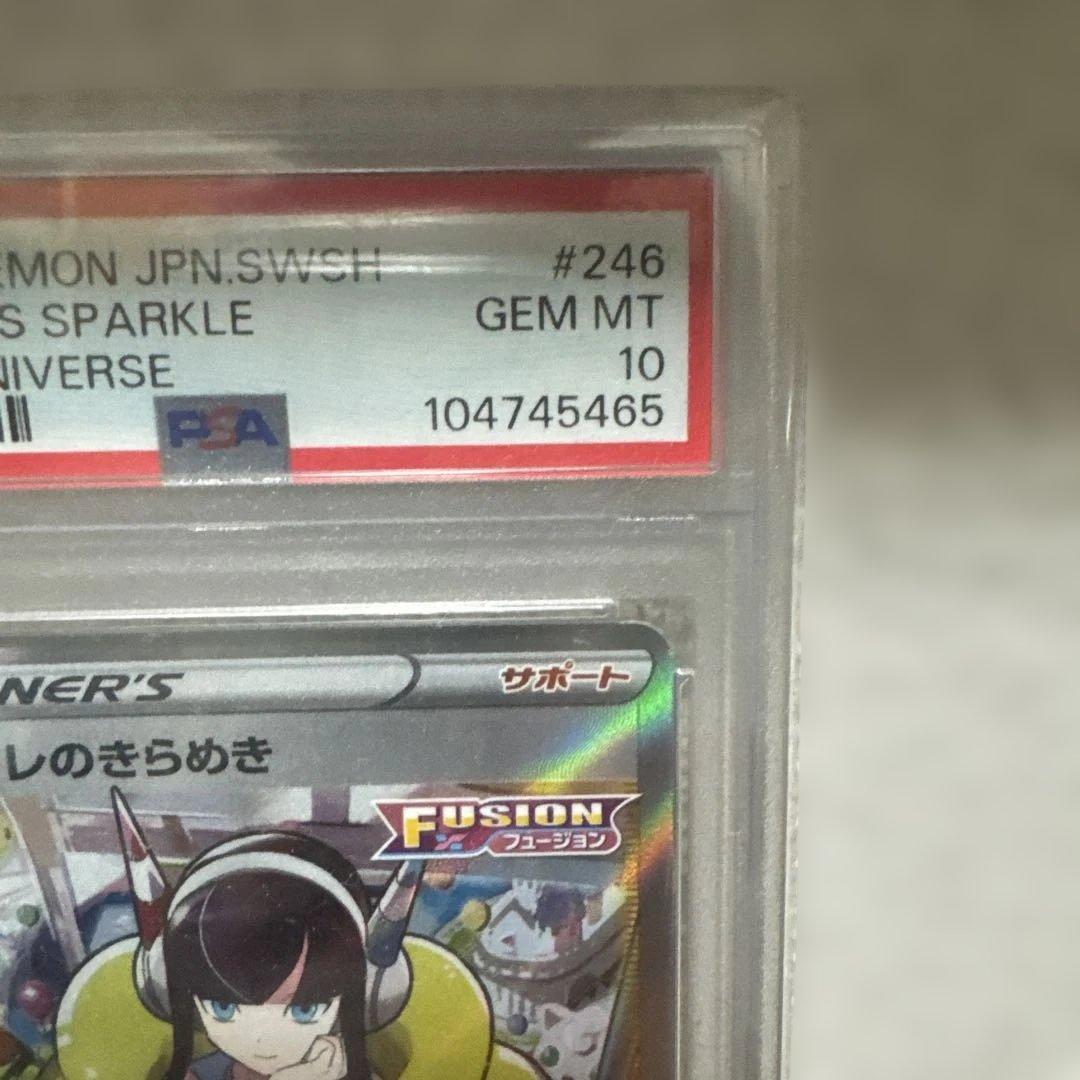 EMON JPN.SWSH #246
S SPARKLE GEM MT
NIVERSE 10
PSA 104745465
NER'S サポート
レのきらめき
FUSION
フュージョン